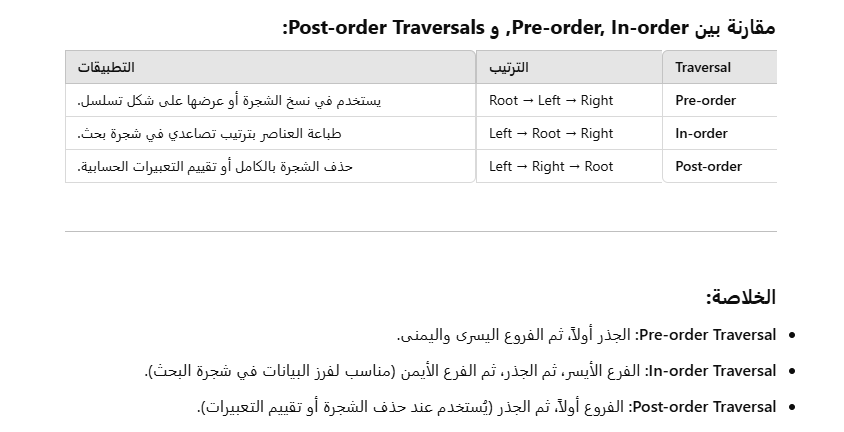 مقارنة بين Pre-order, In-order, و Post-order Traversals:
Traversal الترتيب التطبيقات
Pre-order Root → Left → Right يستخدم في نسخ الشجرة أو عرضها على شكل تسلسل.
In-order Left → Root → Right طباعة العناصر بترتيب تصاعدي في شجرة بحث.
Post-order Left → Right → Root حذف الشجرة بالكامل أو تقييم التعبيرات الحسابية.
الخلاصة:
• Pre-order Traversal: الجذر أولاً، ثم الفروع اليسرى واليمنى.
• In-order Traversal: الفرع الأيسر، ثم الجذر، ثم الفرع الأيمن (مناسب لفرز البيانات في شجرة البحث).
• Post-order Traversal: الفروع أولاً، ثم الجذر (يُستخدم عند حذف الشجرة أو تقييم التعبيرات).